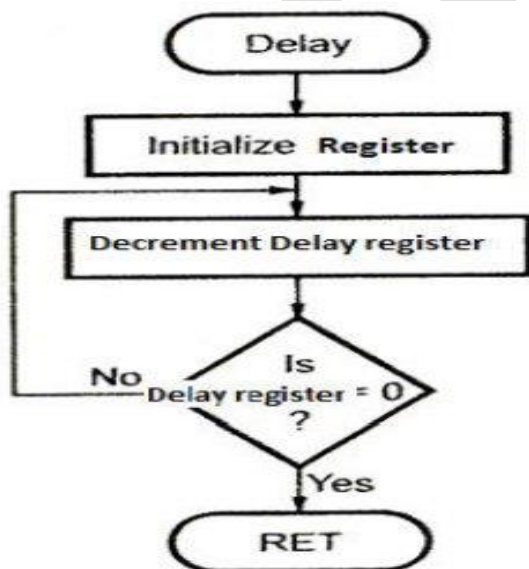 Delay
Initialize Register
Decrement Delay register
Is
No
Delay register = 0
?
Yes
RET